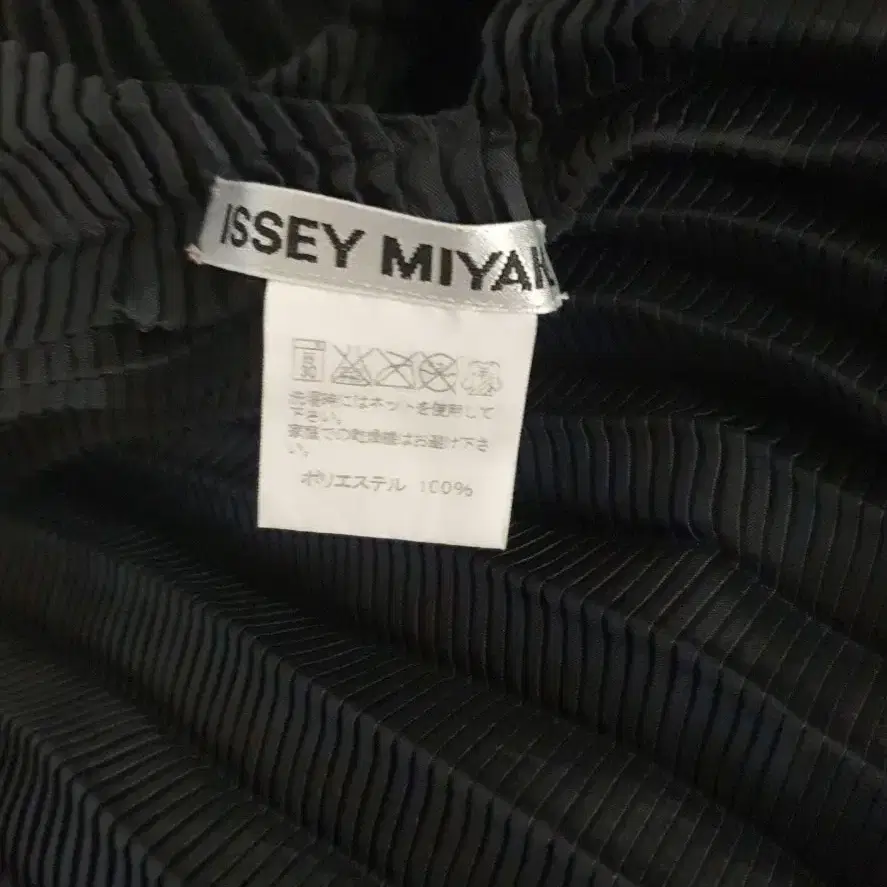 ISSEY MIYAK
洗濯時にはネットを使用して
下さい。
家庭での乾燥機はお避け下さ
い。
ポリエステル 100%